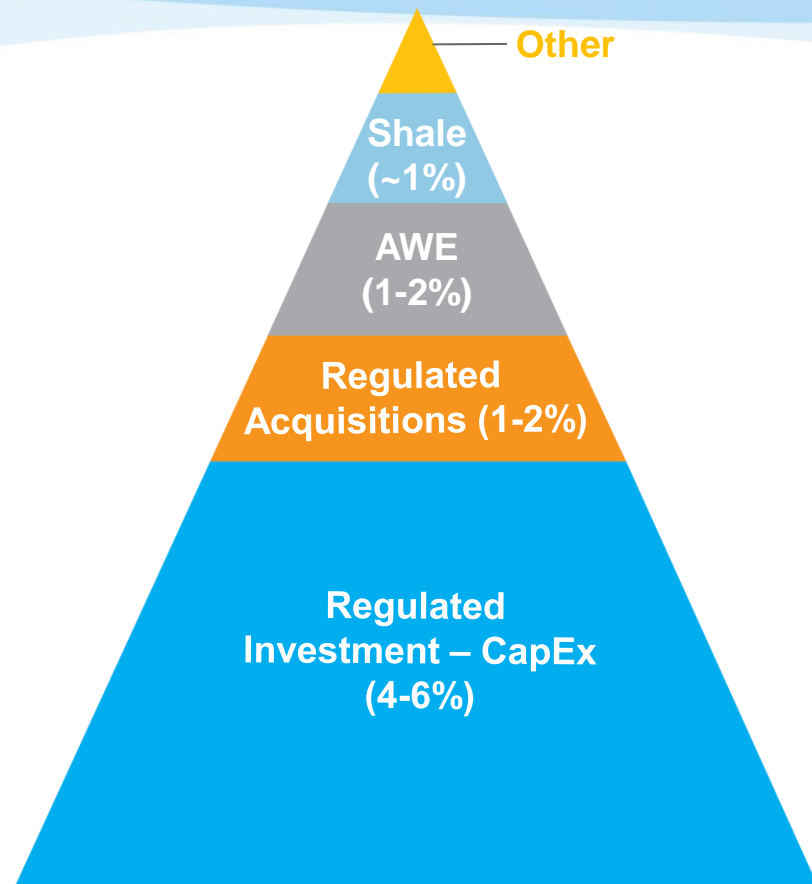 Other
Shale
(~1%)
AWE
(1-2%)
Regulated
Acquisitions (1-2%)
Regulated
Investment – CapEx
(4-6%)